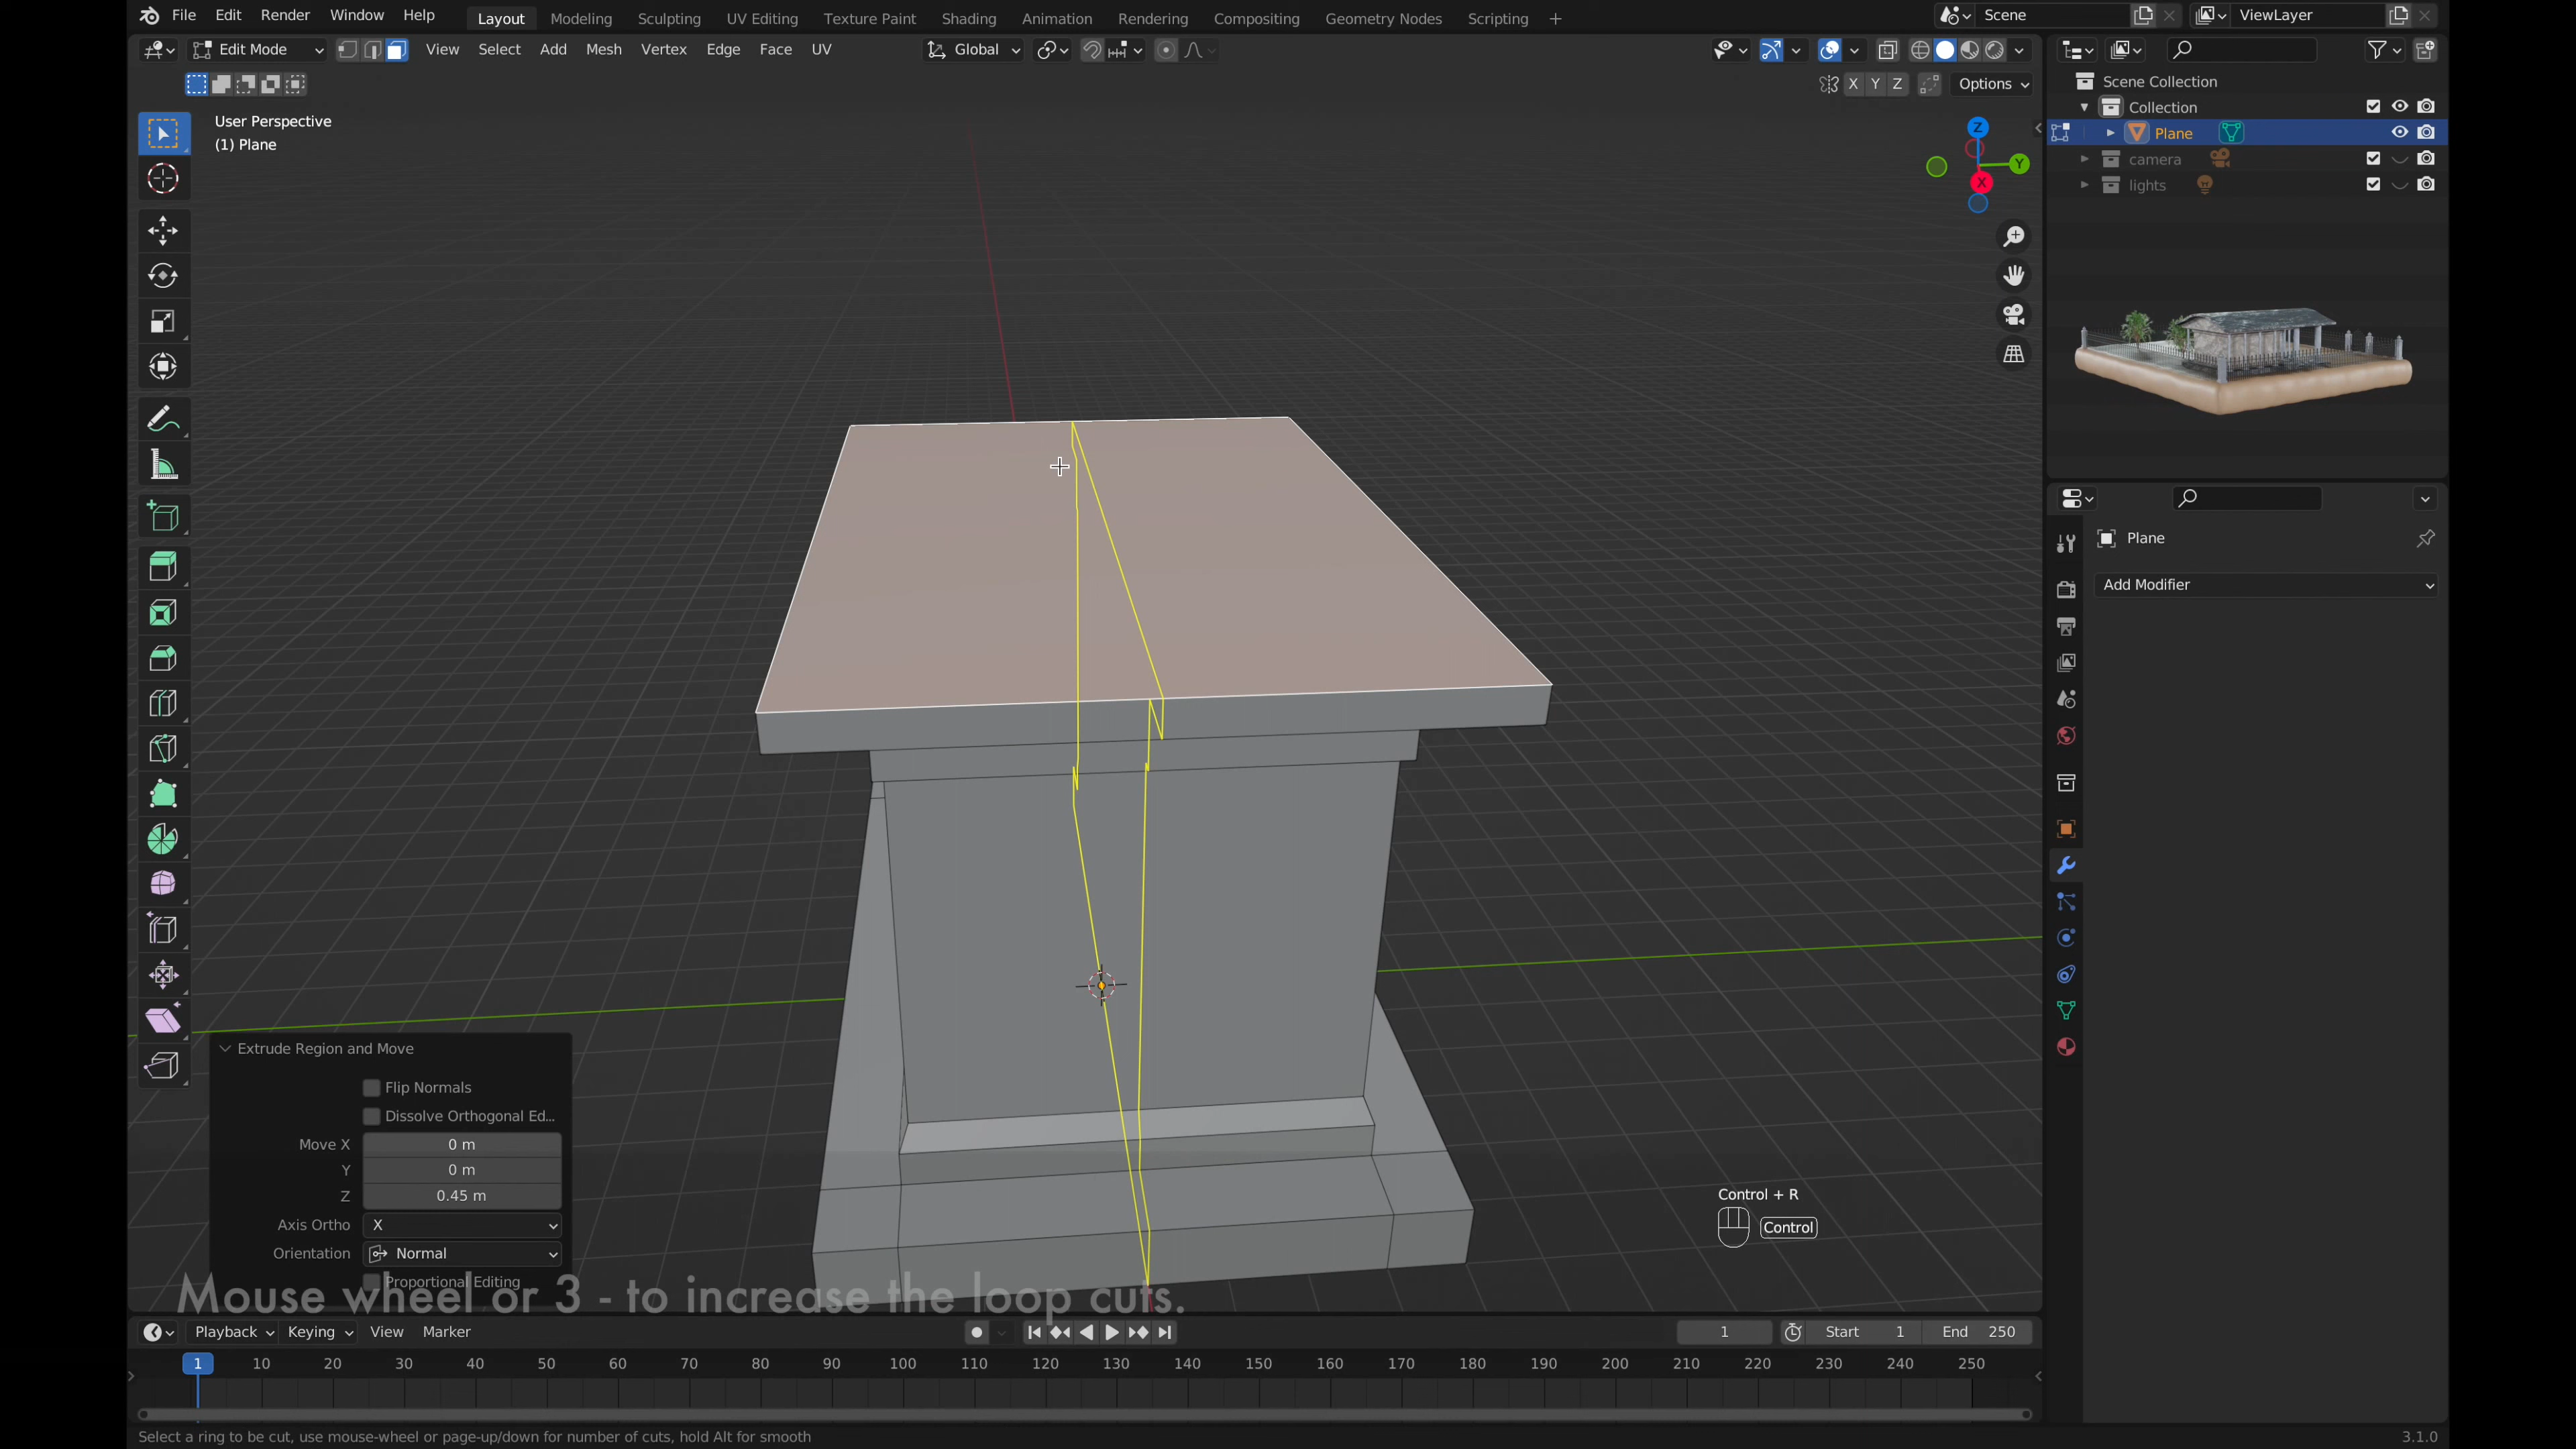 File Edit Render Window Help
Layout Modeling Sculpting UV Editing Texture Paint Shading Animation Rendering Compositing Geometry Nodes Scripting +
Scene
ViewLayer
Edit Mode View Select Add Mesh Vertex Edge Face UV
Global
X Y Z Options
User Perspective
(1) Plane
Z
Y
X
Scene Collection
Collection
Plane
camera
lights
Plane
Add Modifier
Extrude Region and Move
Flip Normals
Dissolve Orthogonal Ed...
Move X 0 m
Y 0 m
Z 0.45 m
Axis Ortho X
Orientation Normal
Proportional Editing
Mouse wheel or 3 - to increase the loop cuts.
Control + R
Control
Playback Keying View Marker
1 Start 1 End 250
1 10 20 30 40 50 60 70 80 90 100 110 120 130 140 150 160 170 180 190 200 210 220 230 240 250
Select a ring to be cut, use mouse-wheel or page-up/down for number of cuts, hold Alt for smooth
3.1.0